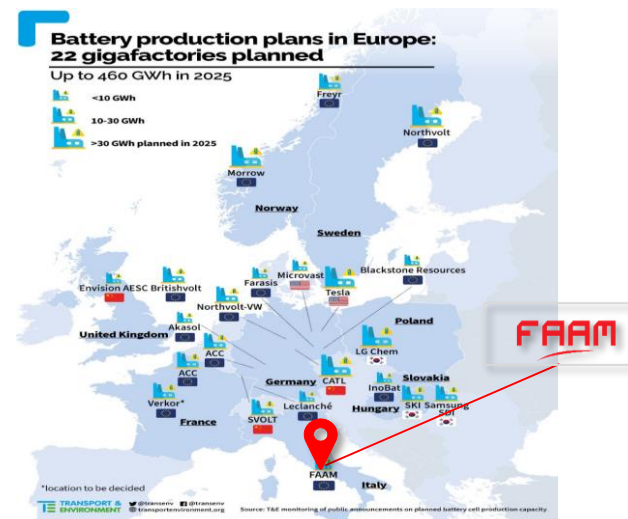 Battery production plans in Europe:
22 gigafactories planned
Up to 460 GWh in 2025
<10 GWh
10-30 GWh
>30 GWh planned in 2025
Freyr
Northvolt
Morrow
Norway
Sweden
Envision AESC
Britishvolt
Farasis
Microvast
Tesla
Blackstone Resources
Northvolt-VW
United Kingdom
Akasol
ACC
Poland
LG Chem
ACC
Germany
CATL
InoBat
Slovakia
Verkor*
France
SVOLT
Leclanché
Hungary
SKI
Samsung
SDI
FAAM
FAAM
Italy
*location to be decided
TRANSPORT &
ENVIRONMENT
@transenv
@transenv
transportenvironment.org
Source: T&E monitoring of public announcements on planned battery cell production capacity